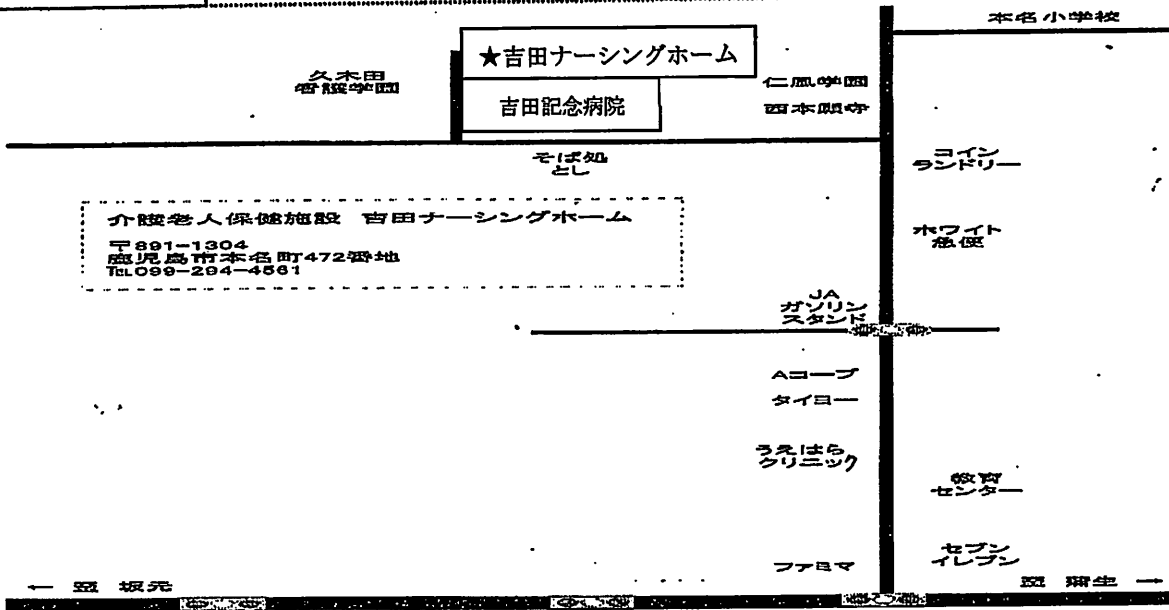 本名小学校
★吉田ナーシングホーム
吉田記念病院
久木田
看護学園
仁凰学園
西本願寺
そば処
とし
コイン
ランドリー
ホワイト
急便
介護老人保健施設 吉田ナーシングホーム
〒891-1304
鹿児島市本名町472番地
TEL099-294-4561
JA
ガソリン
スタンド
Aコープ
タイヨー
うえはら
クリニック
教育
センター
セブン
イレブン
ファミマ
← 至 坂元
至 蒲生 →